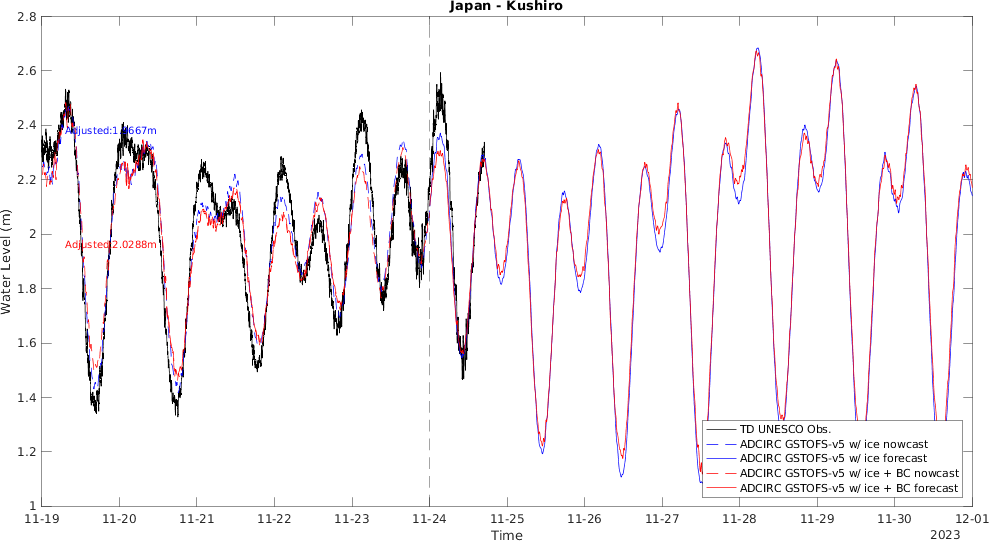 Japan - Kushiro
2.8
2.6
2.4
2.2
2
1.8
1.6
1.4
1.2
1
Water Level (m)
Adjusted:2.0288m
TD UNESCO Obs.
ADCIRC GSTOFS-v5 w/ ice nowcast
ADCIRC GSTOFS-v5 w/ ice forecast
ADCIRC GSTOFS-v5 w/ ice + BC nowcast
ADCIRC GSTOFS-v5 w/ ice + BC forecast
11-19 11-20 11-21 11-22 11-23 11-24 11-25 11-26 11-27 11-28 11-29 11-30 12-01
Time
2023